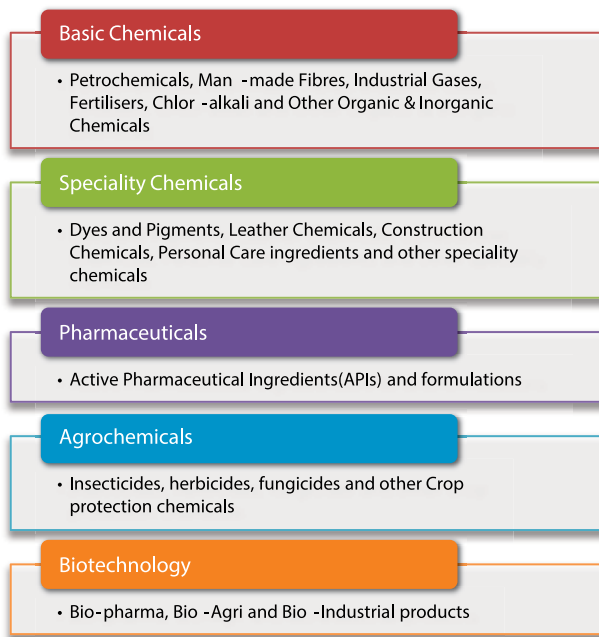 Basic Chemicals
• Petrochemicals, Man -made Fibres, Industrial Gases,
Fertilisers, Chlor -alkali and Other Organic & Inorganic
Chemicals
Speciality Chemicals
• Dyes and Pigments, Leather Chemicals, Construction
Chemicals, Personal Care ingredients and other speciality
chemicals
Pharmaceuticals
• Active Pharmaceutical Ingredients(APIs) and formulations
Agrochemicals
• Insecticides, herbicides, fungicides and other Crop
protection chemicals
Biotechnology
• Bio-pharma, Bio -Agri and Bio -Industrial products